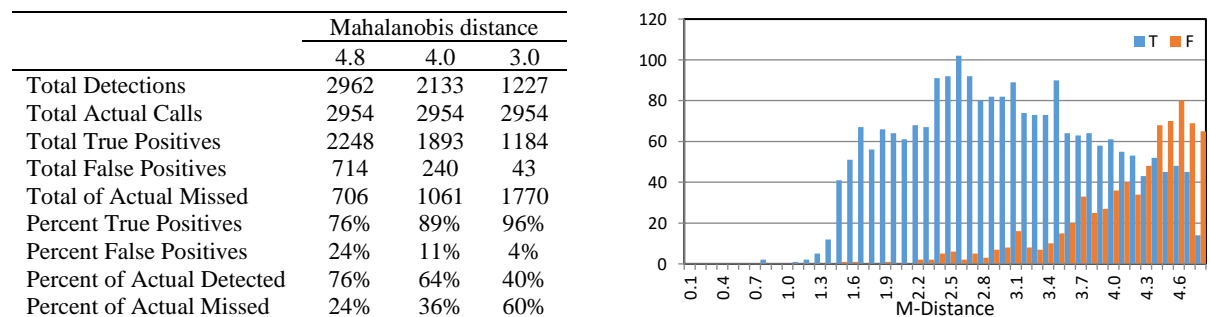 Mahalanobis distance
4.8 4.0 3.0
Total Detections 2962 2133 1227
Total Actual Calls 2954 2954 2954
Total True Positives 2248 1893 1184
Total False Positives 714 240 43
Total of Actual Missed 706 1061 1770
Percent True Positives 76% 89% 96%
Percent False Positives 24% 11% 4%
Percent of Actual Detected 76% 64% 40%
Percent of Actual Missed 24% 36% 60%
120
100
80
60
40
20
0
T F
0.1 0.4 0.7 1.0 1.3 1.6 1.9 2.2 2.5 2.8 3.1 3.4 3.7 4.0 4.3 4.6
M-Distance